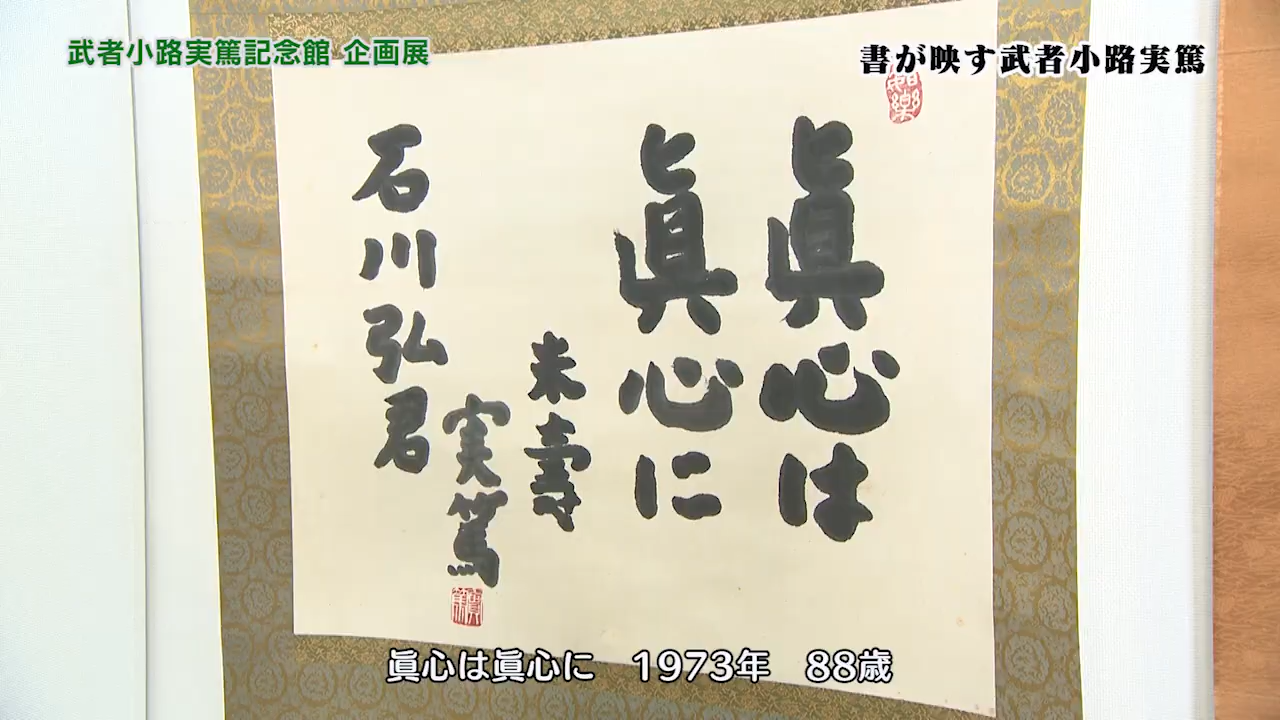 武者小路実篤記念館 企画展
書が映す武者小路実篤
眞心は
眞心に
米壽
実篤
石川弘君
眞心は眞心に 1973年 88歳